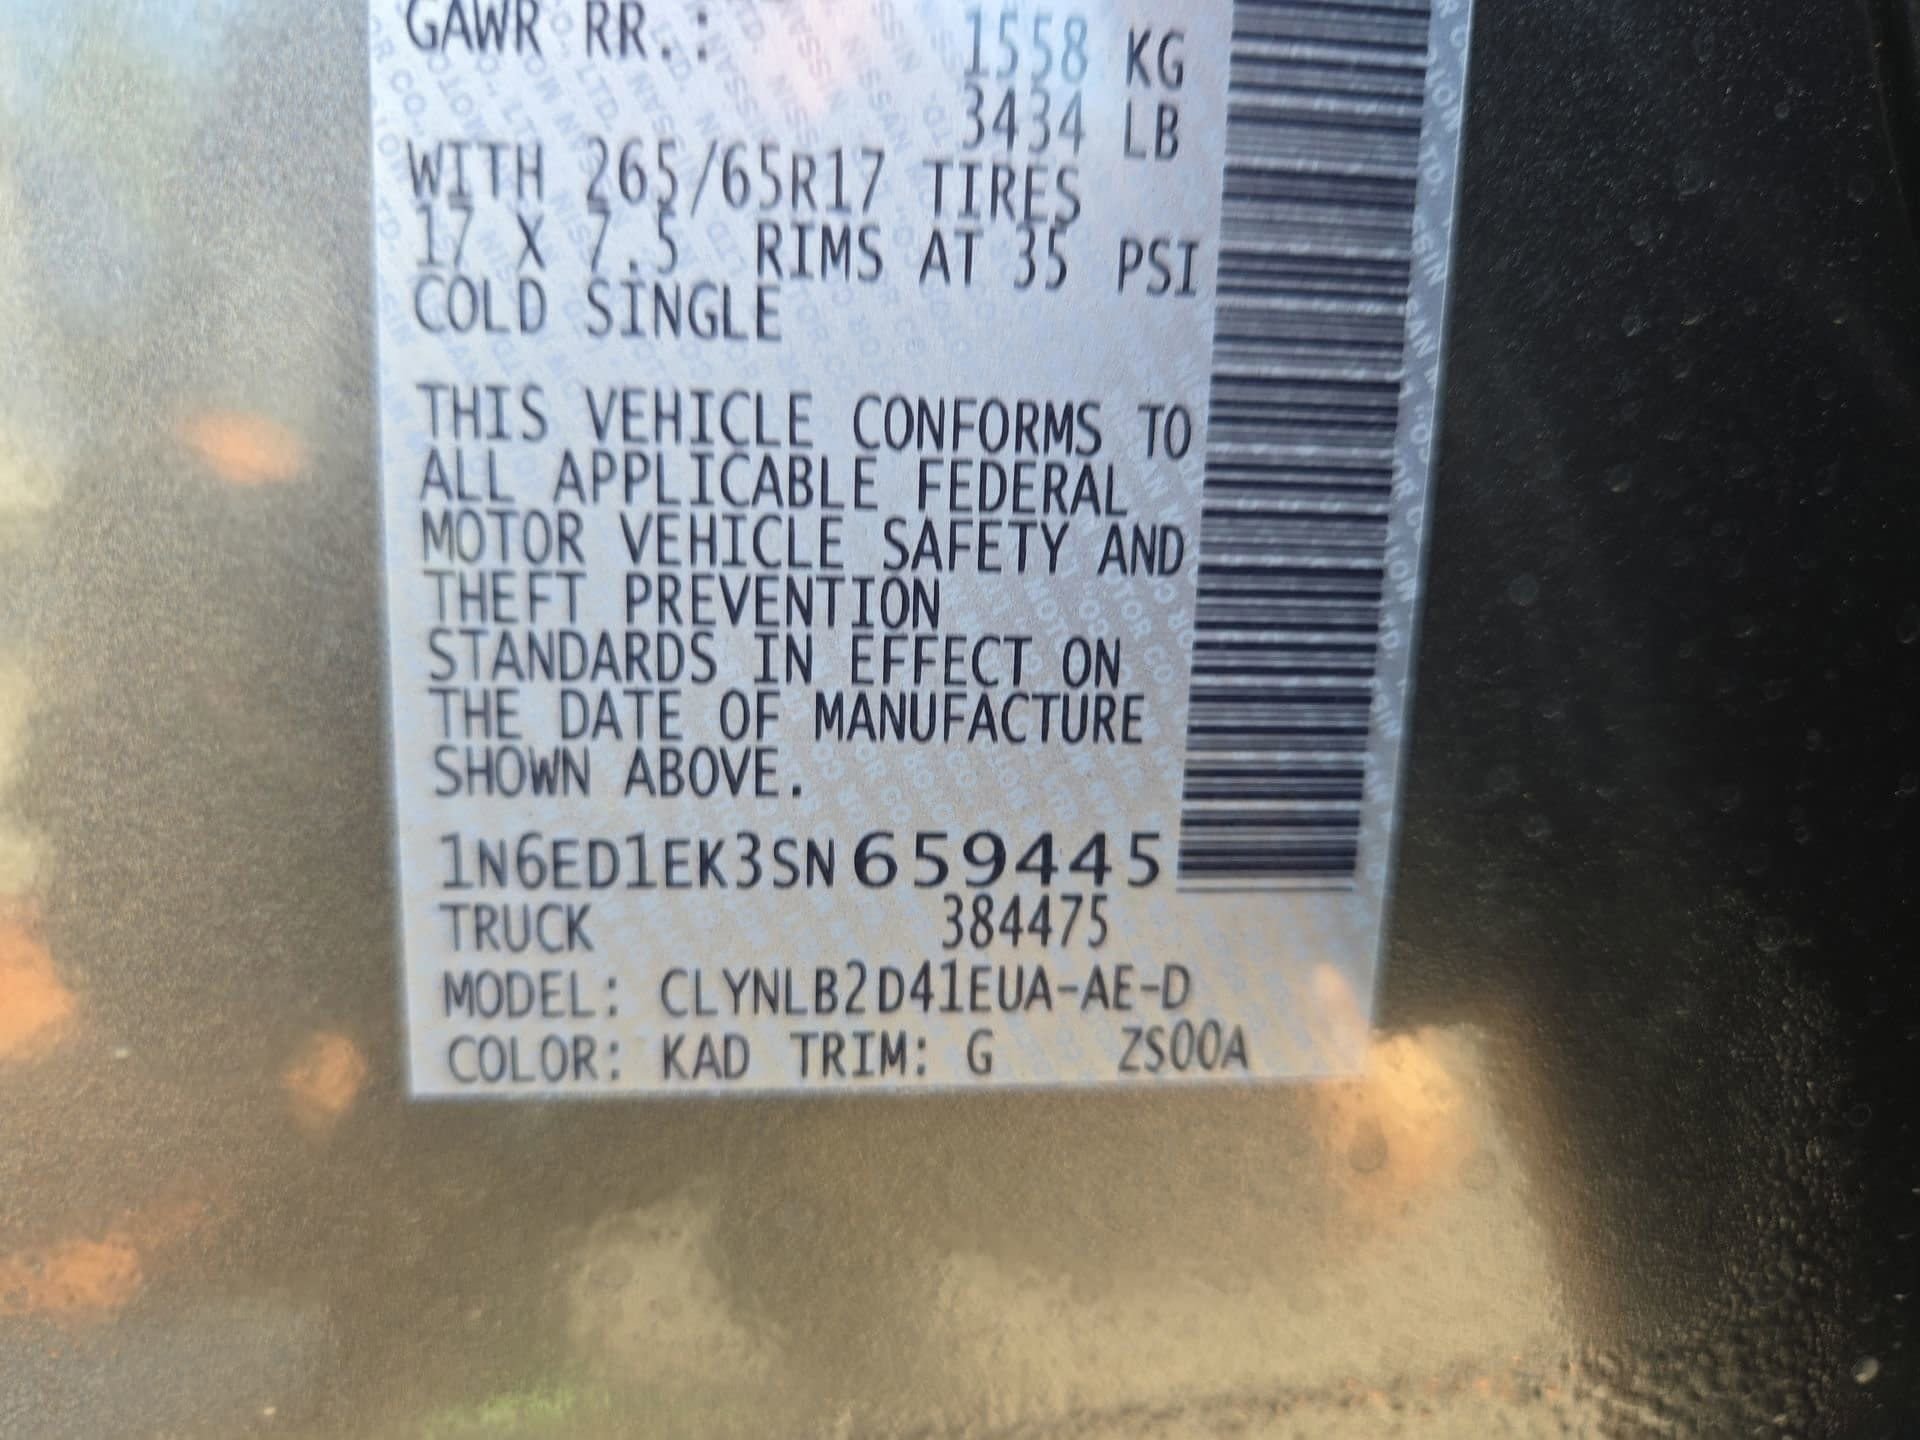 GAWR RR.: 1558 KG
3434 LB
WITH 265/65R17 TIRES
17 X 7.5 RIMS AT 35 PSI
COLD SINGLE
THIS VEHICLE CONFORMS TO
ALL APPLICABLE FEDERAL
MOTOR VEHICLE SAFETY AND
THEFT PREVENTION
STANDARDS IN EFFECT ON
THE DATE OF MANUFACTURE
SHOWN ABOVE.
1N6ED1EK3SN659445
TRUCK 384475
MODEL: CLYNLB2D41EUA-AE-D
COLOR: KAD TRIM: G ZS00A